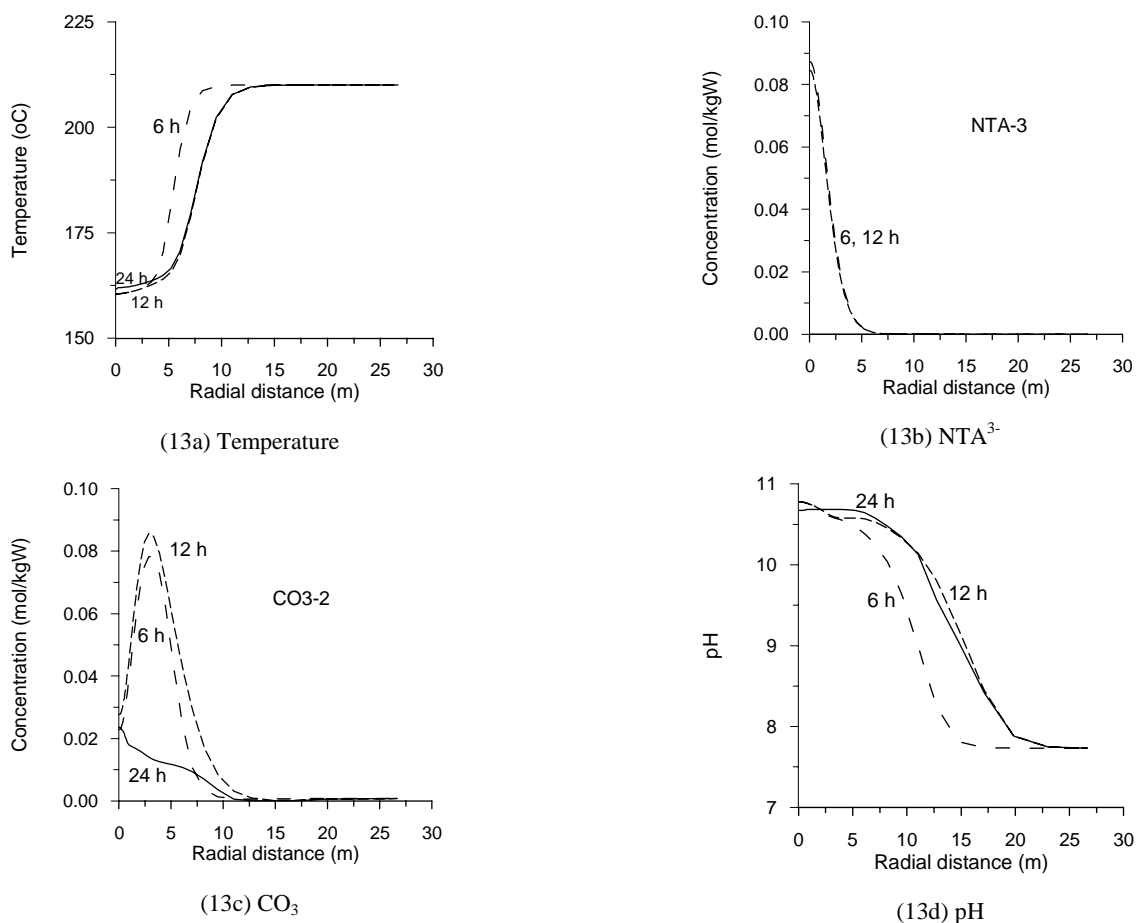 225
200
175
150
Temperature (oC)
6 h
24 h
12 h
0 5 10 15 20 25 30
Radial distance (m)
(13a) Temperature
0.10
0.08
0.06
0.04
0.02
0.00
Concentration (mol/kgW)
NTA-3
6, 12 h
0 5 10 15 20 25 30
Radial distance (m)
(13b) NTA3-
0.10
0.08
0.06
0.04
0.02
0.00
Concentration (mol/kgW)
12 h
CO3-2
6 h
24 h
0 5 10 15 20 25 30
Radial distance (m)
(13c) CO3
11
10
9
8
7
pH
24 h
12 h
6 h
0 5 10 15 20 25 30
Radial distance (m)
(13d) pH